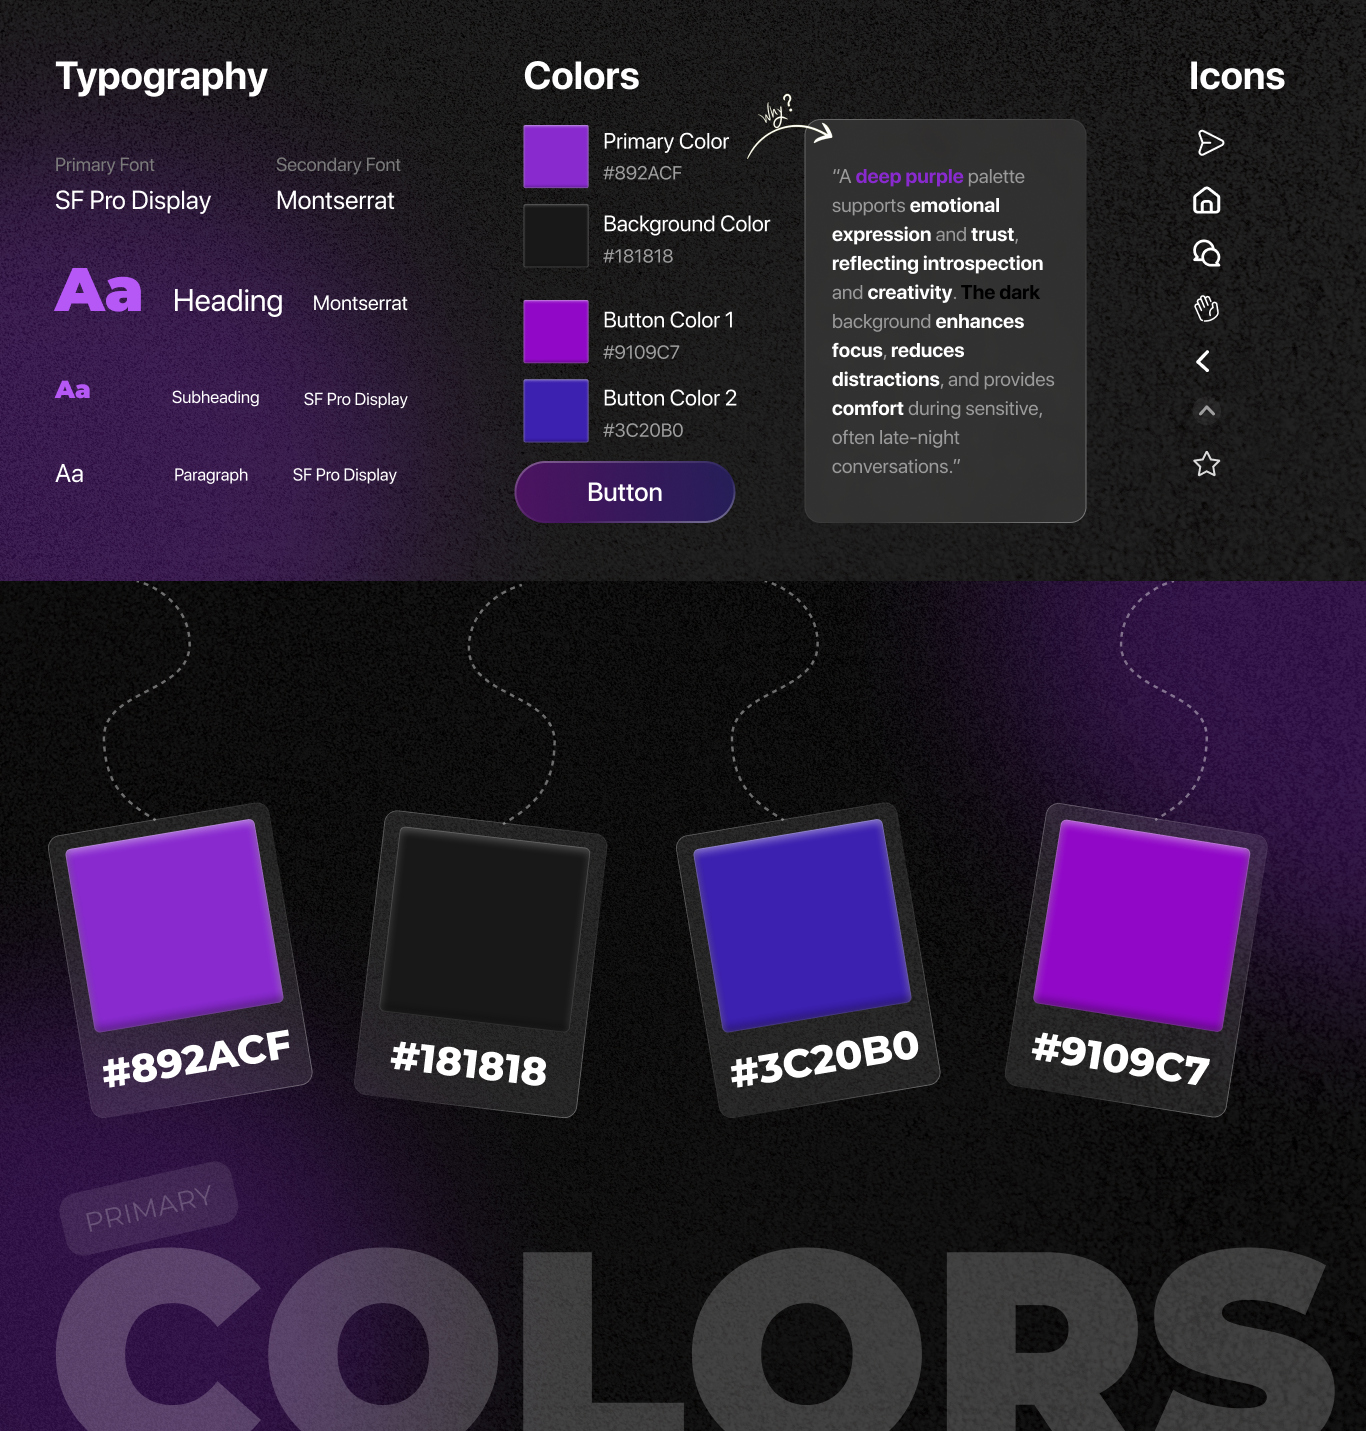 Typography
Primary Font
SF Pro Display
Secondary Font
Montserrat
Aa
Heading
Montserrat
Aa
Subheading
SF Pro Display
Aa
Paragraph
SF Pro Display
Colors
Primary Color
#892ACF
Background Color
#181818
Button Color 1
#9109C7
Button Color 2
#3C20B0
Button
Why?
“A deep purple palette
supports emotional
expression and trust,
reflecting introspection
and creativity. The dark
background enhances
focus, reduces
distractions, and provides
comfort during sensitive,
often late-night
conversations.”
Icons
#892ACF
#181818
#3C20B0
#9109C7
PRIMARY
COLORS